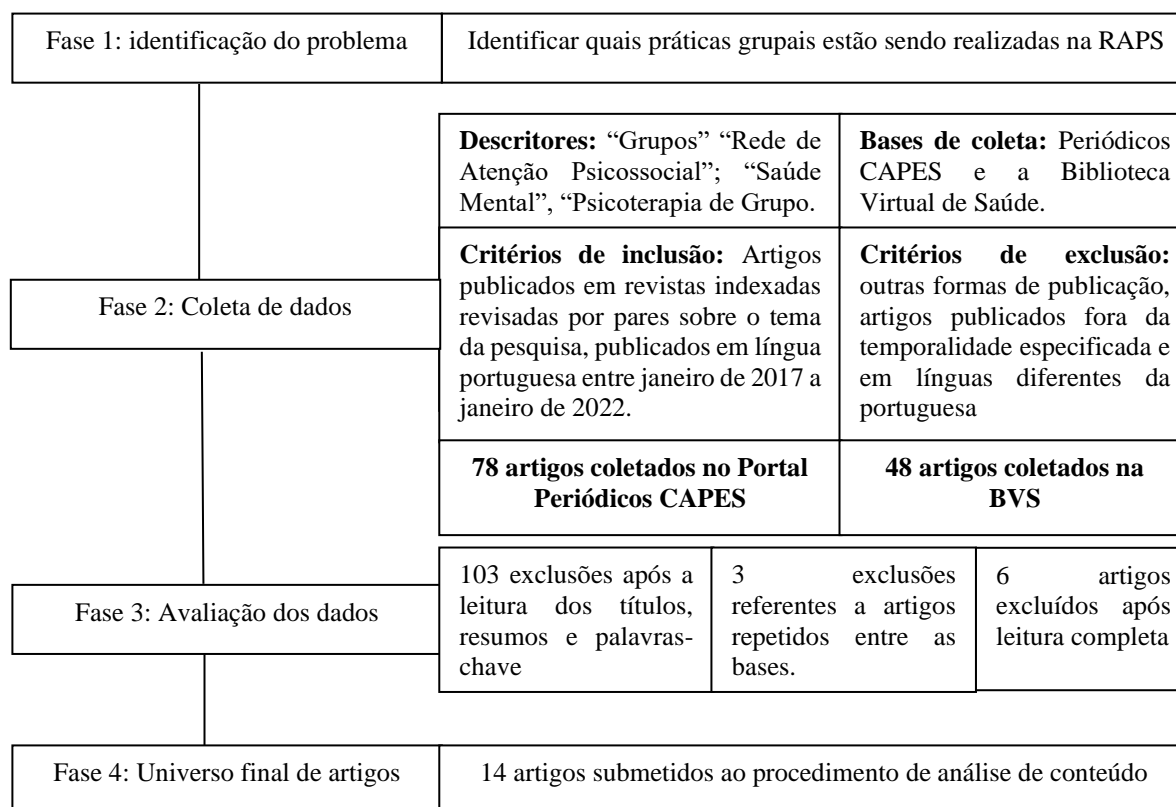 Fase 1: identificação do problema
Identificar quais práticas grupais estão sendo realizadas na RAPS
Descritores: “Grupos” “Rede de
Atenção Psicossocial”; “Saúde
Mental”, “Psicoterapia de Grupo.
Bases de coleta: Periódicos
CAPES e a Biblioteca
Virtual de Saúde.
Fase 2: Coleta de dados
Critérios de inclusão: Artigos
publicados em revistas indexadas
revisadas por pares sobre o tema
da pesquisa, publicados em língua
portuguesa entre janeiro de 2017 a
janeiro de 2022.
Critérios de exclusão:
outras formas de publicação,
artigos publicados fora da
temporalidade especificada e
em línguas diferentes da
portuguesa
78 artigos coletados no Portal
Periódicos CAPES
48 artigos coletados na
BVS
Fase 3: Avaliação dos dados
103 exclusões após a
leitura dos títulos,
resumos e palavras-
chave
3 exclusões
referentes a artigos
repetidos entre as
bases.
6 artigos
excluídos após
leitura completa
Fase 4: Universo final de artigos
14 artigos submetidos ao procedimento de análise de conteúdo